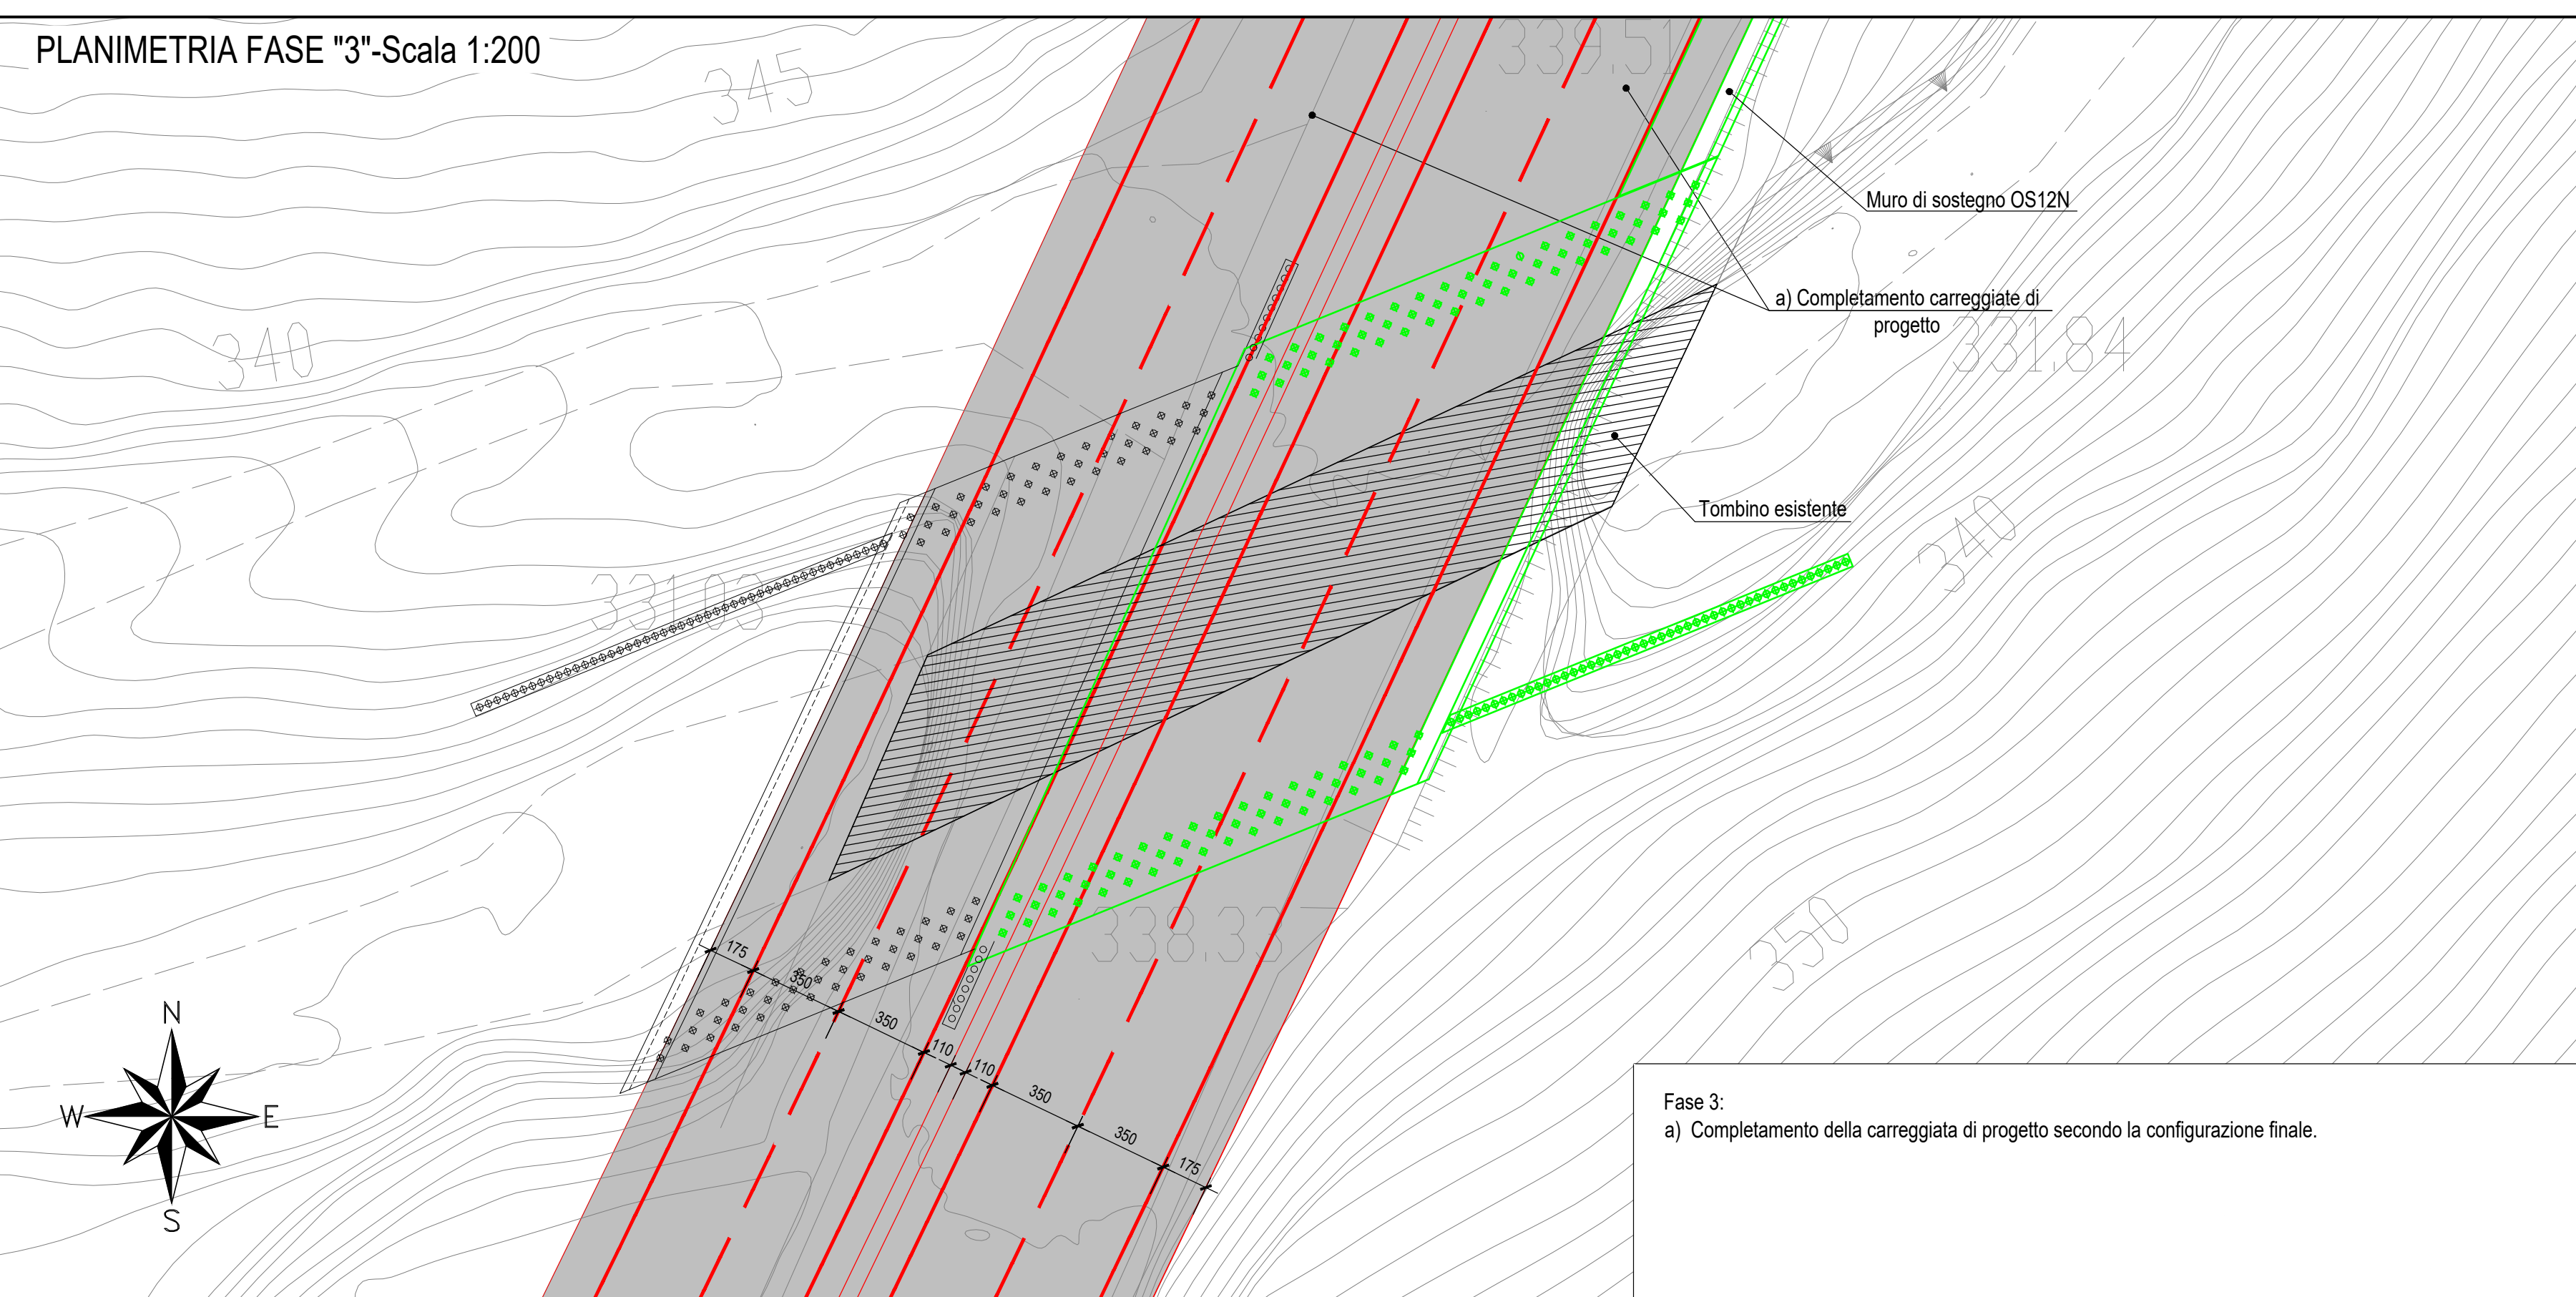 PLANIMETRIA FASE "3"-Scala 1:200
345
339,51
Muro di sostegno OS12N
a) Completamento carreggiate di
progetto
340
331,84
Tombino esistente
340
331,03
338,33
350
175
350
350
110
110
350
350
175
N
W
E
S
Fase 3:
a) Completamento della carreggiata di progetto secondo la configurazione finale.